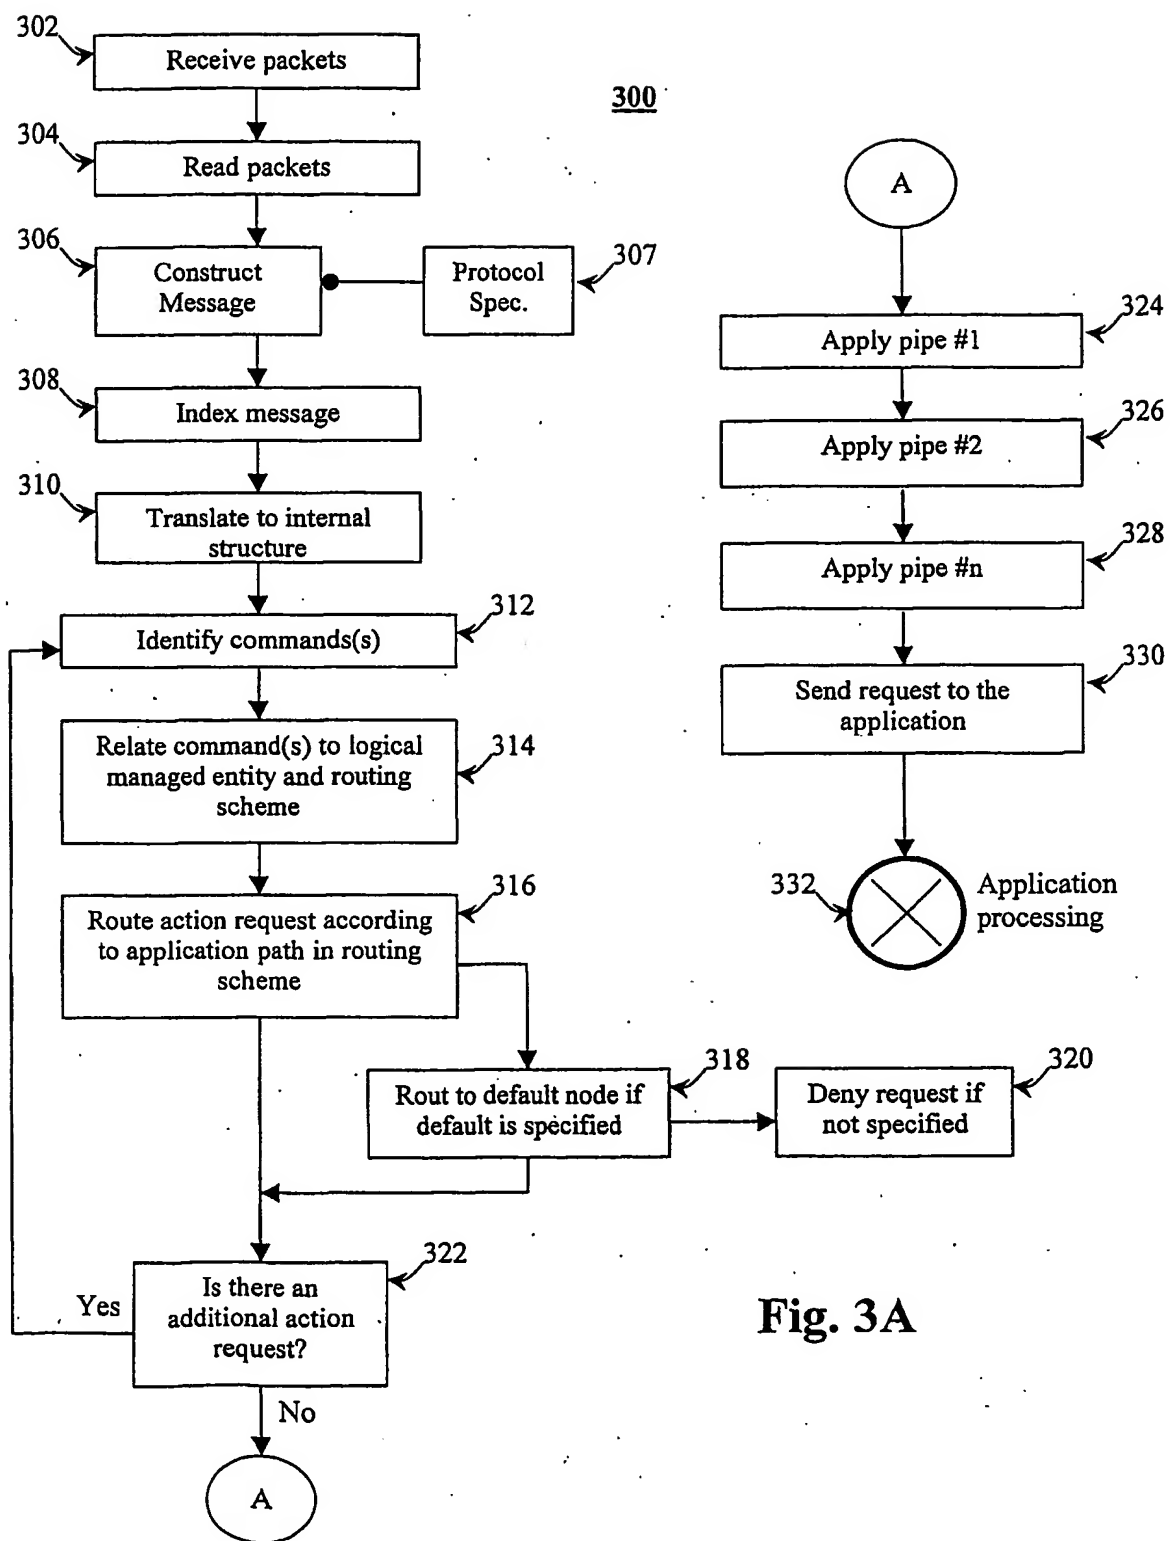 302
Receive packets
300
304
Read packets
A
306
Construct
Message
Protocol
Spec.
307
324
Apply pipe #1
308
Index message
326
Apply pipe #2
310
Translate to internal
structure
328
Apply pipe #n
312
Identify commands(s)
330
Send request to the
application
314
Relate command(s) to logical
managed entity and routing
scheme
316
Route action request according
to application path in routing
scheme
332
Application
processing
318
Rout to default node if
default is specified
320
Deny request if
not specified
322
Is there an
additional action
request?
Yes
No
Fig. 3A
A